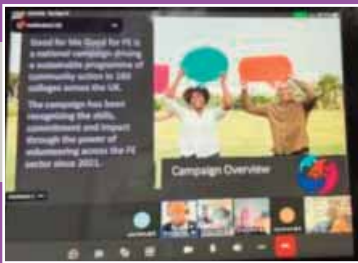 Good for Me Good for FE is
a national campaign driving
a sustainable programme of
community action in 180
colleges across the UK.
The campaign has been
recognising the skills,
commitment and impact
through the power of
volunteering across the FE
sector since 2021.
Campaign Overview